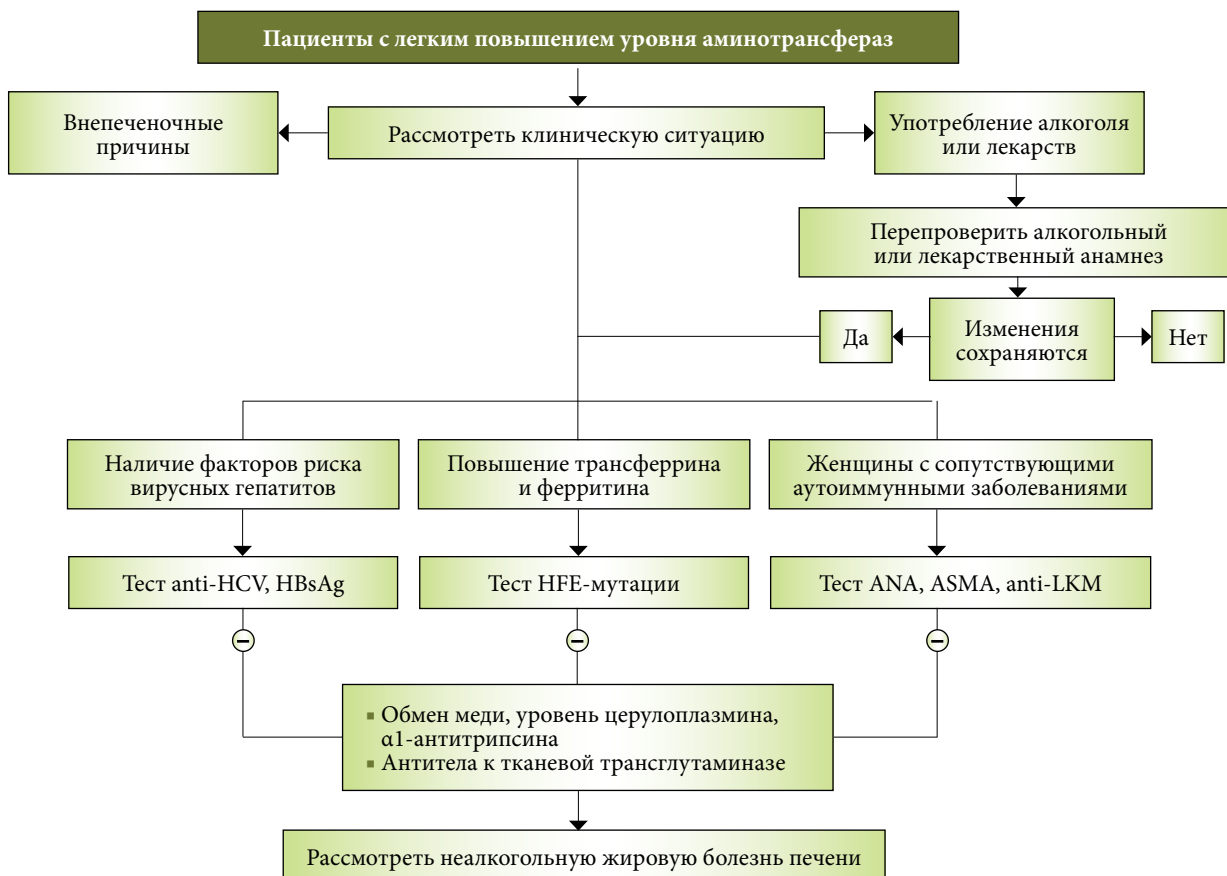 Пациенты с легким повышением уровня аминотрансфераз
Внепеченочные
причины
Рассмотреть клиническую ситуацию
Употребление алкоголя
или лекарств
Перепроверить алкогольный
или лекарственный анамнез
Да
Изменения
сохраняются
Нет
Наличие факторов риска
вирусных гепатитов
Повышение трансферрина
и ферритина
Женщины с сопутствующими
аутоиммунными заболеваниями
Тест anti-HCV, HBsAg
Тест HFE-мутации
Тест ANA, ASMA, anti-LKM
−
−
−
▪ Обмен меди, уровень церулоплазмина,
α1-антитрипсина
▪ Антитела к тканевой трансглутаминазе
Рассмотреть неалкогольную жировую болезнь печени